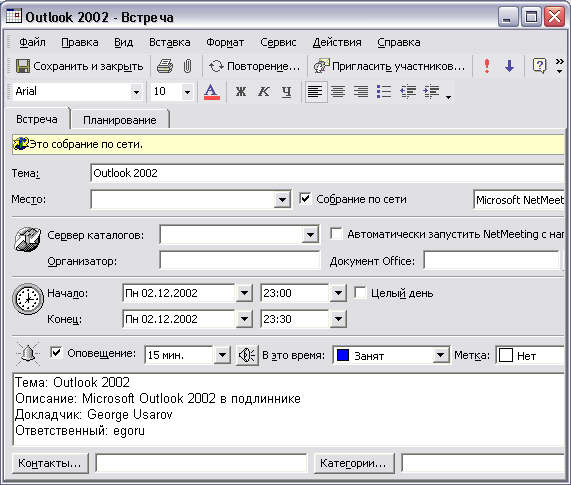 Outlook 2002 - Встреча
Файл Правка Вид Вставка Формат Сервис Действия Справка
Сохранить и закрыть Повторение... Пригласить участников...
Arial 10 A Ж К Ч
Встреча Планирование
Это собрание по сети.
Тема: Outlook 2002
Место: Собрание по сети Microsoft NetMeet
Сервер каталогов: Автоматически запустить NetMeeting с нап
Организатор: Документ Office:
Начало: Пн 02.12.2002 23:00 Целый день
Конец: Пн 02.12.2002 23:30
Оповещение: 15 мин. В это время: Занят Метка: Нет
Тема: Outlook 2002
Описание: Microsoft Outlook 2002 в подлиннике
Докладчик: George Usarov
Ответственный: egoru
Контакты... Категории...